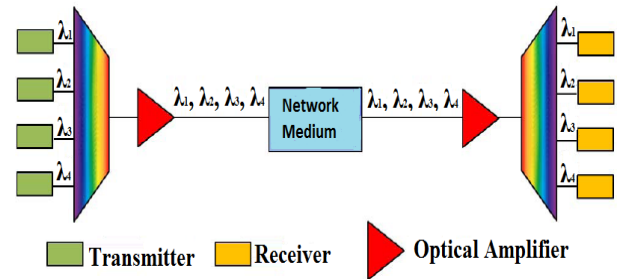 λ1
λ2
λ3
λ4
λ1, λ2, λ3, λ4
Network
Medium
λ1, λ2, λ3, λ4
λ1
λ2
λ3
λ4
Transmitter
Receiver
Optical Amplifier